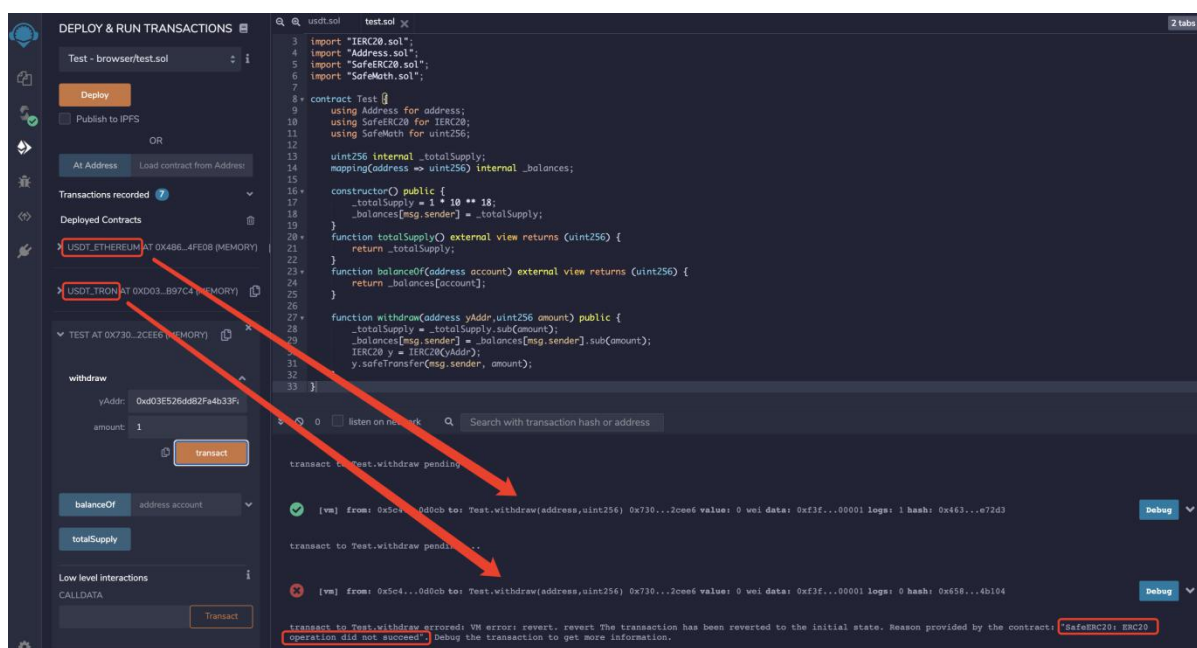 DEPLOY & RUN TRANSACTIONS
Test - browser/test.sol
Deploy
Publish to IPFS
OR
At Address
Load contract from Address
Transactions recorded 7
Deployed Contracts
USDT_ETHEREUM AT 0X486...4FE08 (MEMORY)
USDT_TRON AT 0XD03...B97C4 (MEMORY)
TEST AT 0X730...2CEE6 (MEMORY)
withdraw
yAddr: 0xd03E526dd82Fa4b33F
amount: 1
transact
balanceOf
address account
totalSupply
Low level interactions
CALLDATA
Transact
usdt.sol
test.sol
2 tabs
3 import "IERC20.sol";
4 import "Address.sol";
5 import "SafeERC20.sol";
6 import "SafeMath.sol";
7
8 contract Test {
9 using Address for address;
10 using SafeERC20 for IERC20;
11 using SafeMath for uint256;
12
13 uint256 internal _totalSupply;
14 mapping(address => uint256) internal _balances;
15
16 constructor() public {
17 _totalSupply = 1 * 10 ** 18;
18 _balances[msg.sender] = _totalSupply;
19 }
20 function totalSupply() external view returns (uint256) {
21 return _totalSupply;
22 }
23 function balanceOf(address account) external view returns (uint256) {
24 return _balances[account];
25 }
26
27 function withdraw(address yAddr,uint256 amount) public {
28 _totalSupply = _totalSupply.sub(amount);
29 _balances[msg.sender] = _balances[msg.sender].sub(amount);
IERC20 y = IERC20(yAddr);
31 y.safeTransfer(msg.sender, amount);
32
33 }
0
listen on network
Search with transaction hash or address
transact to Test.withdraw pending
[vm] from: 0x5c4...0d0cb to: Test.withdraw(address,uint256) 0x730...2cee6 value: 0 wei data: 0xf3f...00001 logs: 1 hash: 0x463...e72d3
Debug
transact to Test.withdraw pending ...
[vm] from: 0x5c4...0d0cb to: Test.withdraw(address,uint256) 0x730...2cee6 value: 0 wei data: 0xf3f...00001 logs: 0 hash: 0x658...4b104
Debug
transact to Test.withdraw errored: VM error: revert. revert The transaction has been reverted to the initial state. Reason provided by the contract: "SafeERC20: ERC20
operation did not succeed". Debug the transaction to get more information.